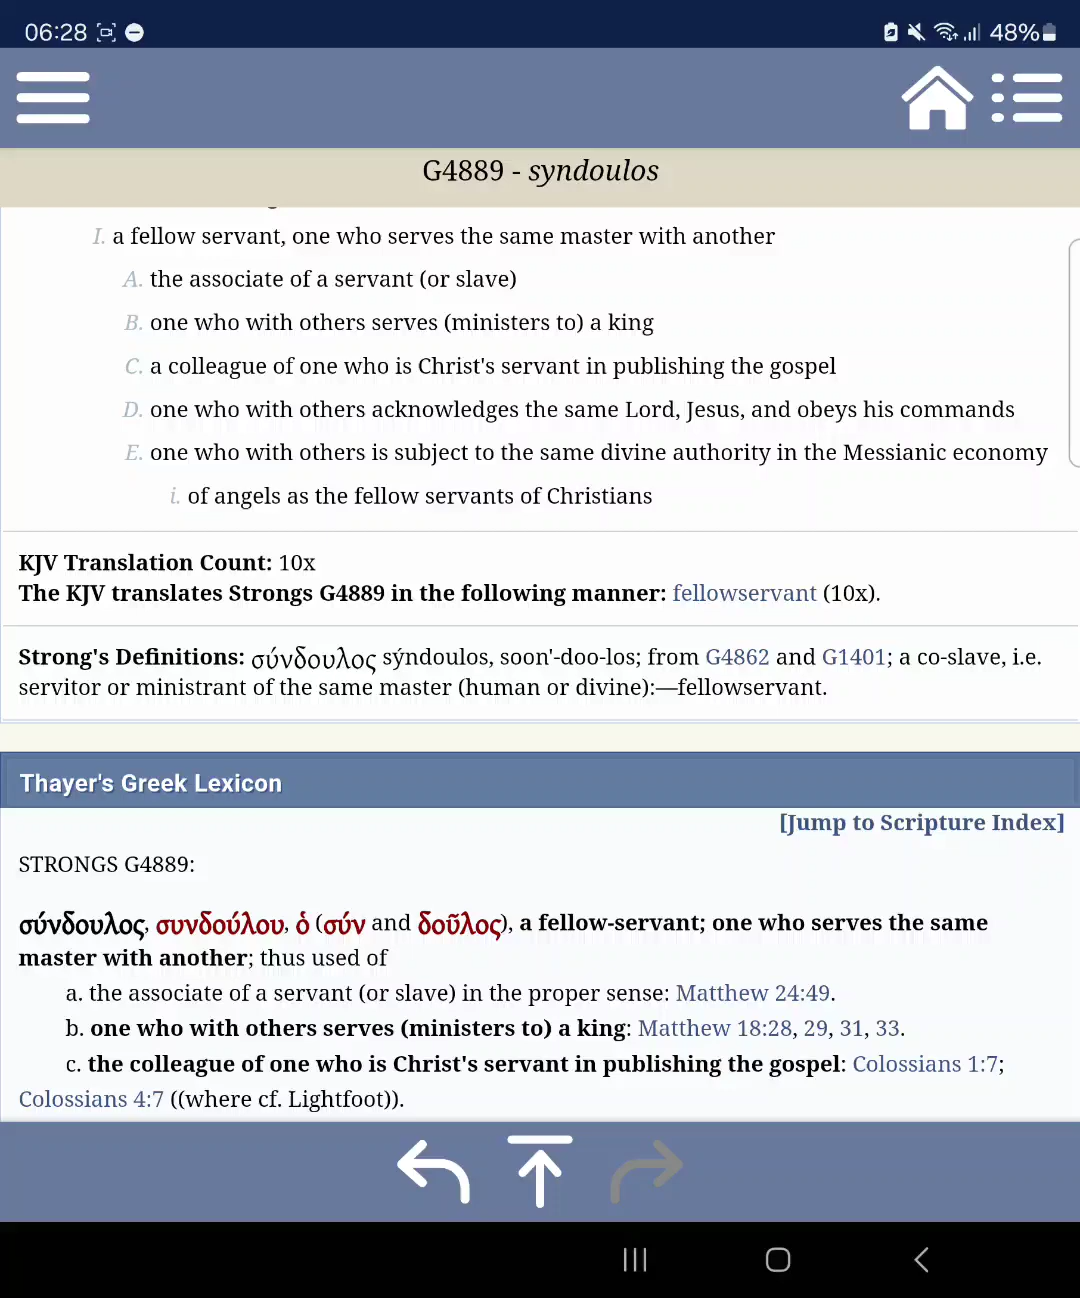 06:28 48%
G4889 - syndoulos
I. a fellow servant, one who serves the same master with another
A. the associate of a servant (or slave)
B. one who with others serves (ministers to) a king
C. a colleague of one who is Christ's servant in publishing the gospel
D. one who with others acknowledges the same Lord, Jesus, and obeys his commands
E. one who with others is subject to the same divine authority in the Messianic economy
i. of angels as the fellow servants of Christians
KJV Translation Count: 10x
The KJV translates Strongs G4889 in the following manner: fellowservant (10x).
Strong's Definitions: σύνδουλος sýndoulos, soon'-doo-los; from G4862 and G1401; a co-slave, i.e.
servitor or ministrant of the same master (human or divine):—fellowservant.
Thayer's Greek Lexicon
[Jump to Scripture Index]
STRONGS G4889:
σύνδουλος, συνδούλου, ὁ (σύν and δοῦλος), a fellow-servant; one who serves the same
master with another; thus used of
a. the associate of a servant (or slave) in the proper sense: Matthew 24:49.
b. one who with others serves (ministers to) a king: Matthew 18:28, 29, 31, 33.
c. the colleague of one who is Christ's servant in publishing the gospel: Colossians 1:7;
Colossians 4:7 ((where cf. Lightfoot)).